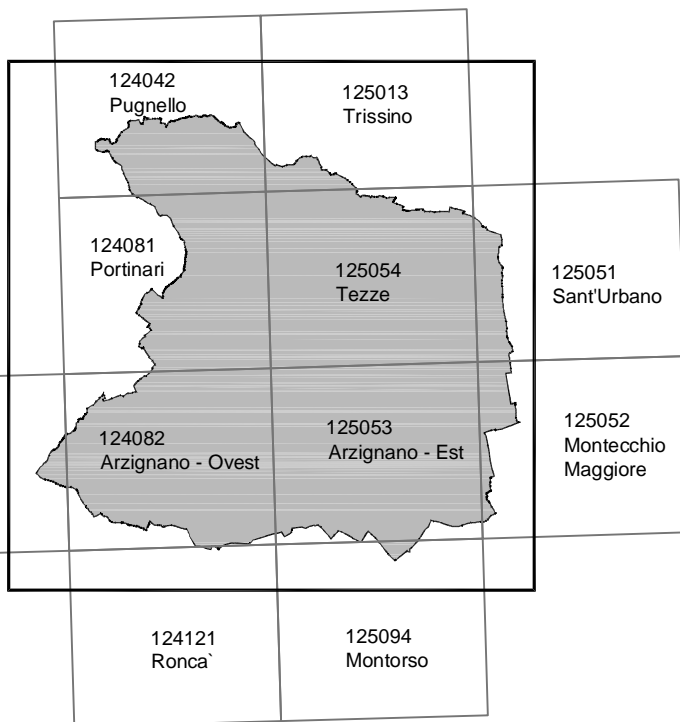 124042
Pugnello
125013
Trissino
124081
Portinari
125054
Tezze
125051
Sant'Urbano
124082
Arzignano - Ovest
125053
Arzignano - Est
125052
Montecchio
Maggiore
124121
Ronca`
125094
Montorso